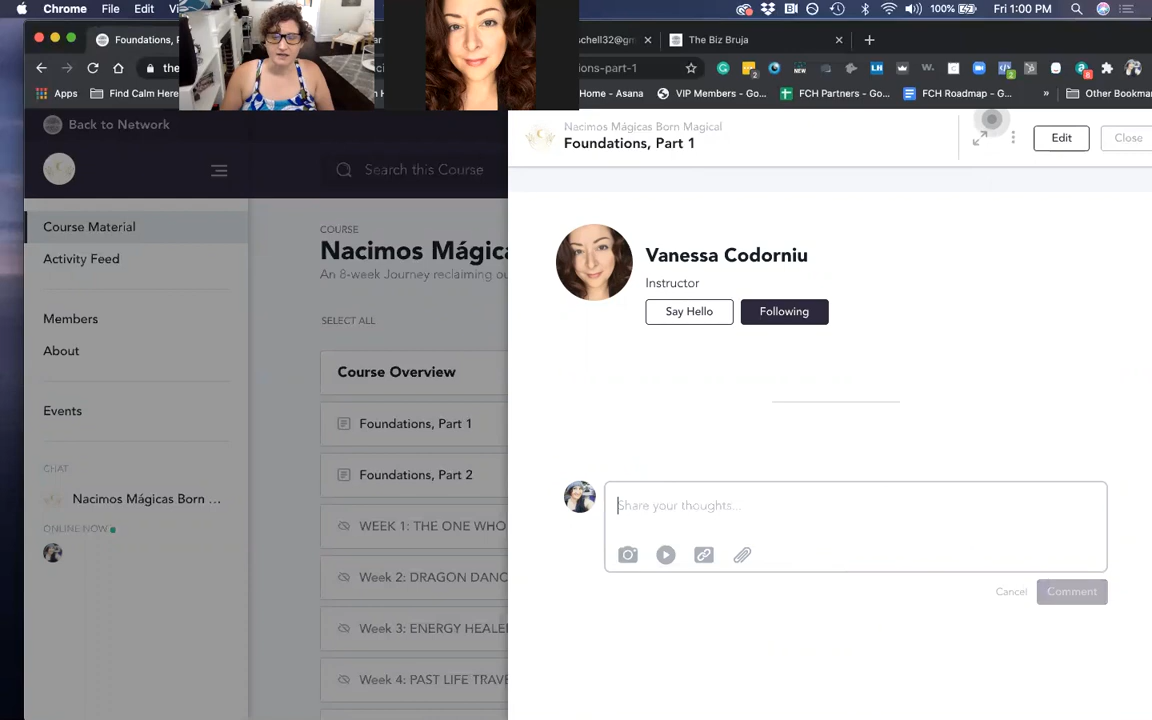 Chrome File Edit
100% Fri 1:00 PM
Foundations,
schell32@gm
The Biz Bruja
the
ions-part-1
Apps
Find Calm Here
Home - Asana
VIP Members - Go...
FCH Partners - Go...
FCH Roadmap - G...
Other Bookmar
Back to Network
Search this Course
Nacimos Mágicas Born Magical
Foundations, Part 1
Edit
Close
Course Material
Activity Feed
Members
About
Events
CHAT
Nacimos Mágicas Born ...
ONLINE NOW
COURSE
Nacimos Mágica
An 8-week Journey reclaiming ou
SELECT ALL
Course Overview
Foundations, Part 1
Foundations, Part 2
WEEK 1: THE ONE WHO
Week 2: DRAGON DANC
Week 3: ENERGY HEALE
Week 4: PAST LIFE TRAV
Vanessa Codorniu
Instructor
Say Hello
Following
Share your thoughts...
Cancel
Comment